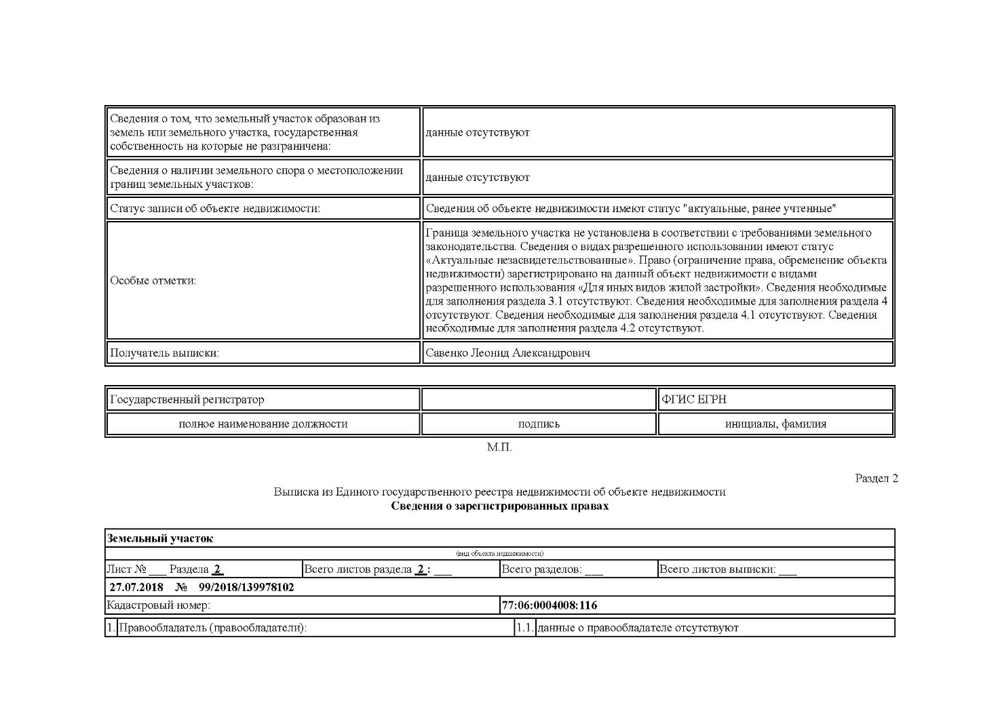 Сведения о том, что земельный участок образован из
земель или земельного участка, государственная
собственность на которые не разграничена:
данные отсутствуют
Сведения о наличии земельного спора о местоположении
границ земельных участков:
данные отсутствуют
Статус записи об объекте недвижимости:
Сведения об объекте недвижимости имеют статус "актуальные, ранее учтенные"
Особые отметки:
Граница земельного участка не установлена в соответствии с требованиями земельного
законодательства. Сведения о видах разрешенного использовании имеют статус
«Актуальные незасвидетельствованные». Право (ограничение права, обременение объекта
недвижимости) зарегистрировано на данный объект недвижимости с видами
разрешенного использования «Для иных видов жилой застройки». Сведения необходимые
для заполнения раздела 3.1 отсутствуют. Сведения необходимые для заполнения раздела 4
отсутствуют. Сведения необходимые для заполнения раздела 4.1 отсутствуют. Сведения
необходимые для заполнения раздела 4.2 отсутствуют.
Получатель выписки:
Савенко Леонид Александрович
Государственный регистратор
ФГИС ЕГРН
полное наименование должности
подпись
инициалы, фамилия
М.П.
Раздел 2
Выписка из Единого государственного реестра недвижимости об объекте недвижимости
Сведения о зарегистрированных правах
Земельный участок
(вид объекта недвижимости)
Лист № ___ Раздела 2
Всего листов раздела 2 : ___
Всего разделов: ___
Всего листов выписки: ___
27.07.2018 № 99/2018/139978102
Кадастровый номер:
77:06:0004008:116
1. Правообладатель (правообладатели):
1.1. данные о правообладателе отсутствуют